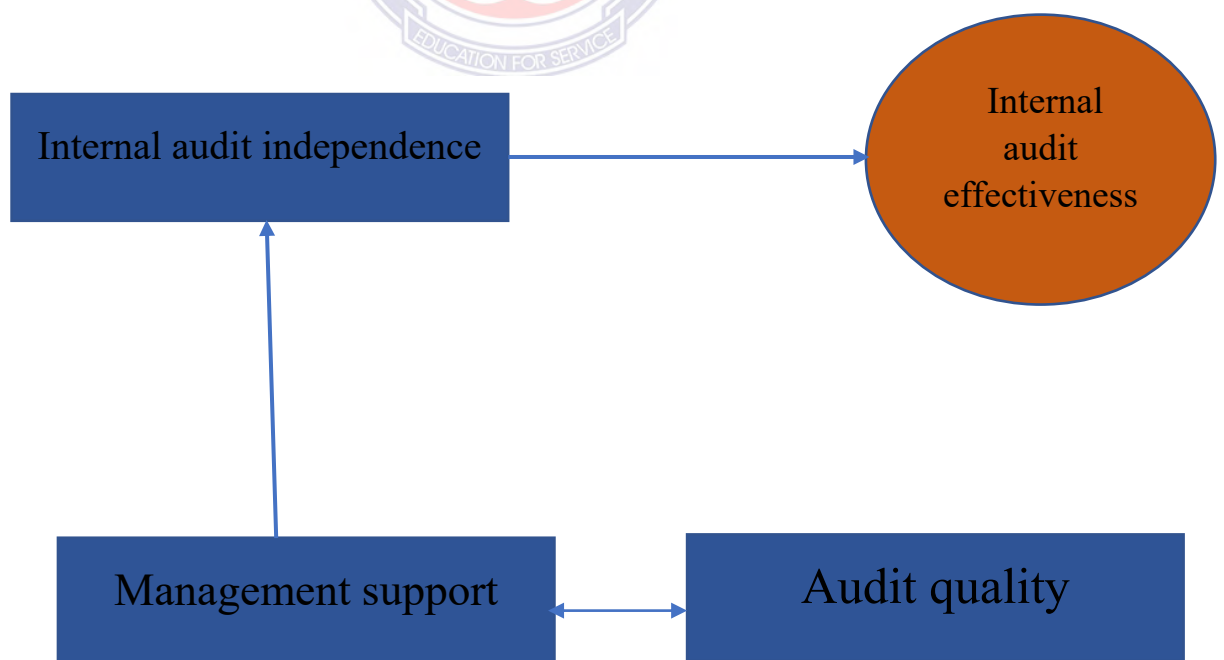 EDUCATION FOR SERVICE
Internal audit independence
Internal
audit
effectiveness
Management support
Audit quality